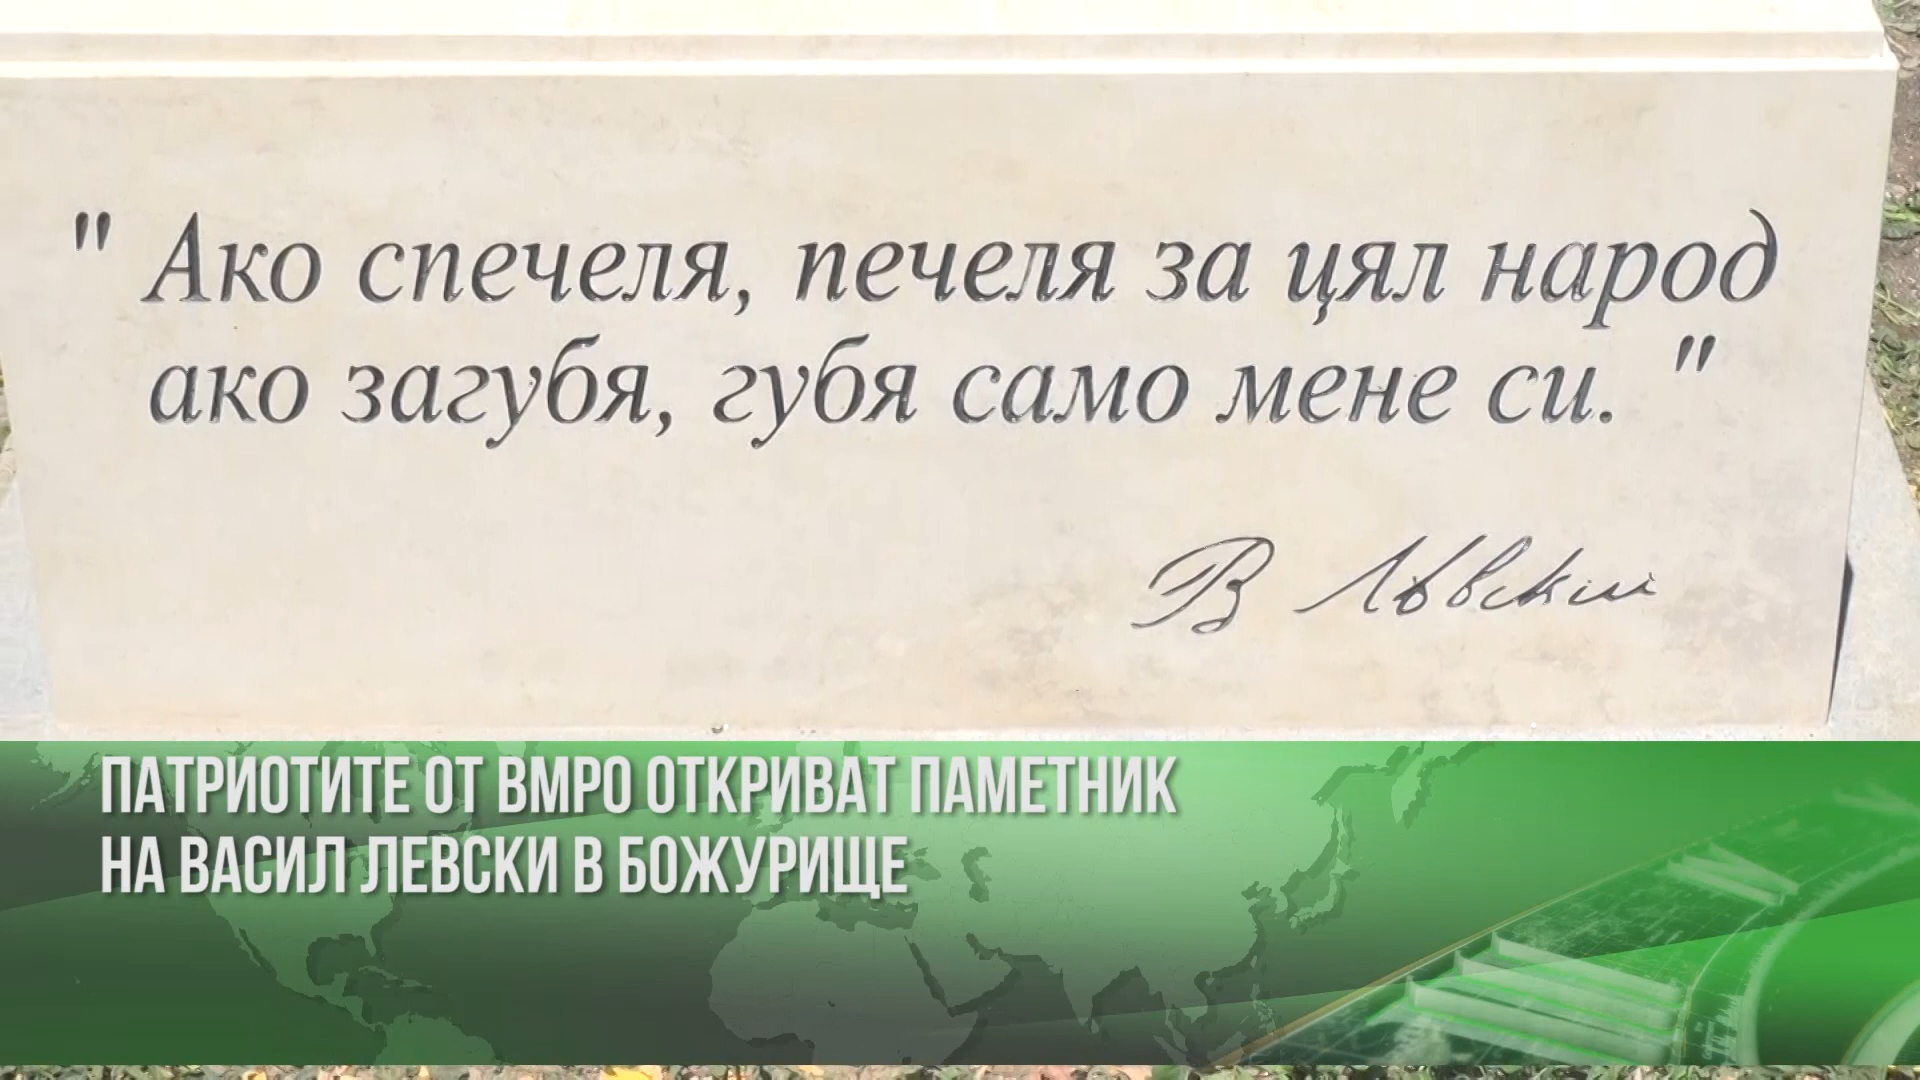 " Ако спечеля, печеля за цял народ
ако загубя, губя само мене си. "
В Лѣвский
ПАТРИОТИТЕ ОТ ВМРО ОТКРИВАТ ПАМЕТНИК
НА ВАСИЛ ЛЕВСКИ В БОЖУРИЩЕ